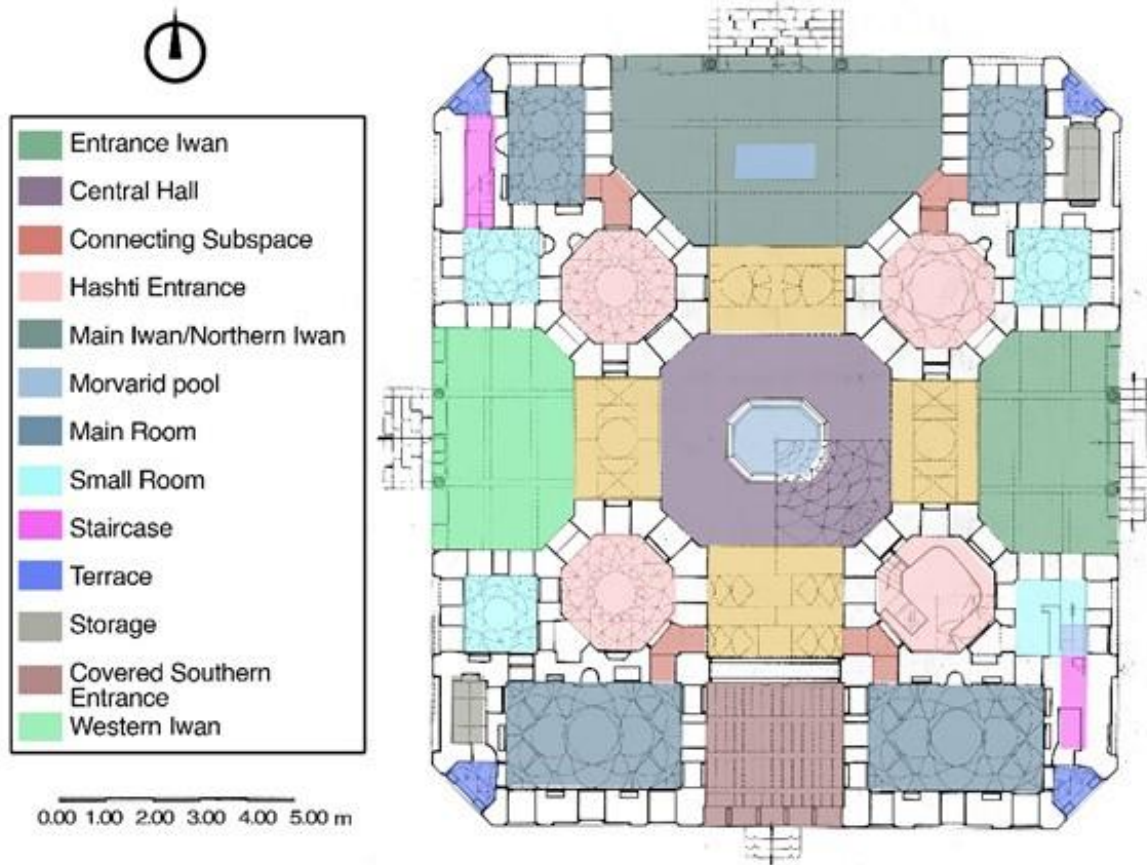 Entrance Iwan
Central Hall
Connecting Subspace
Hashti Entrance
Main Iwan/Northern Iwan
Morvarid pool
Main Room
Small Room
Staircase
Terrace
Storage
Covered Southern
Entrance
Western Iwan
0.00 1.00 2.00 3.00 4.00 5.00 m